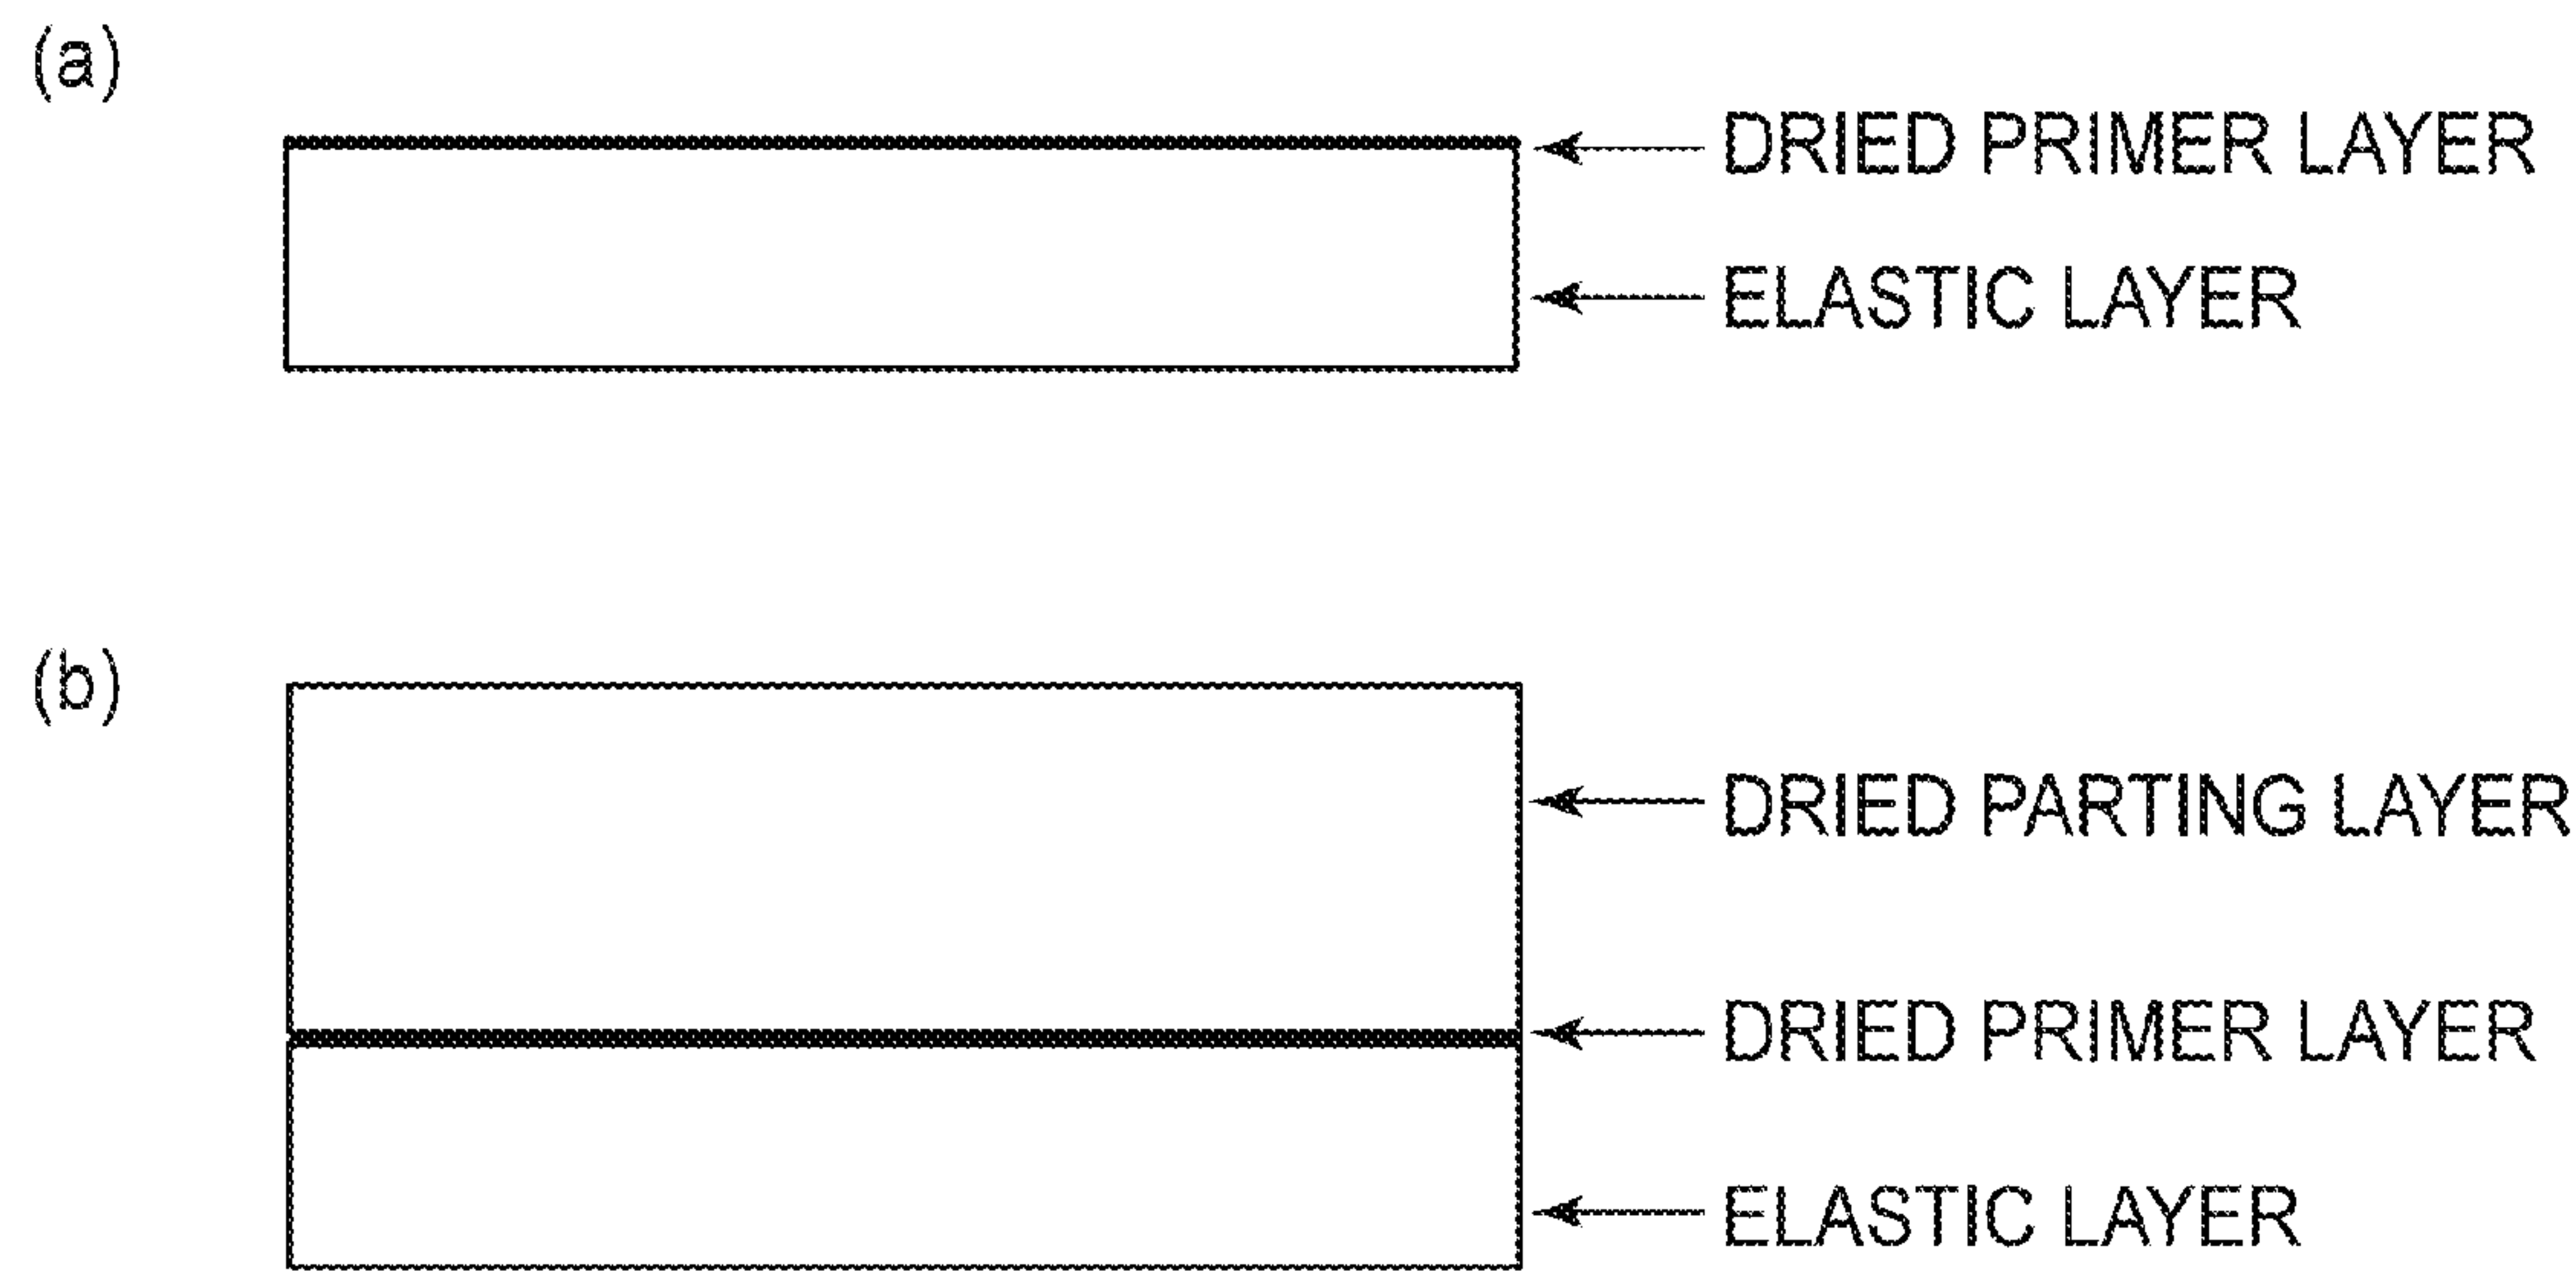 (a)
DRIED PRIMER LAYER
ELASTIC LAYER
(b)
DRIED PARTING LAYER
DRIED PRIMER LAYER
ELASTIC LAYER